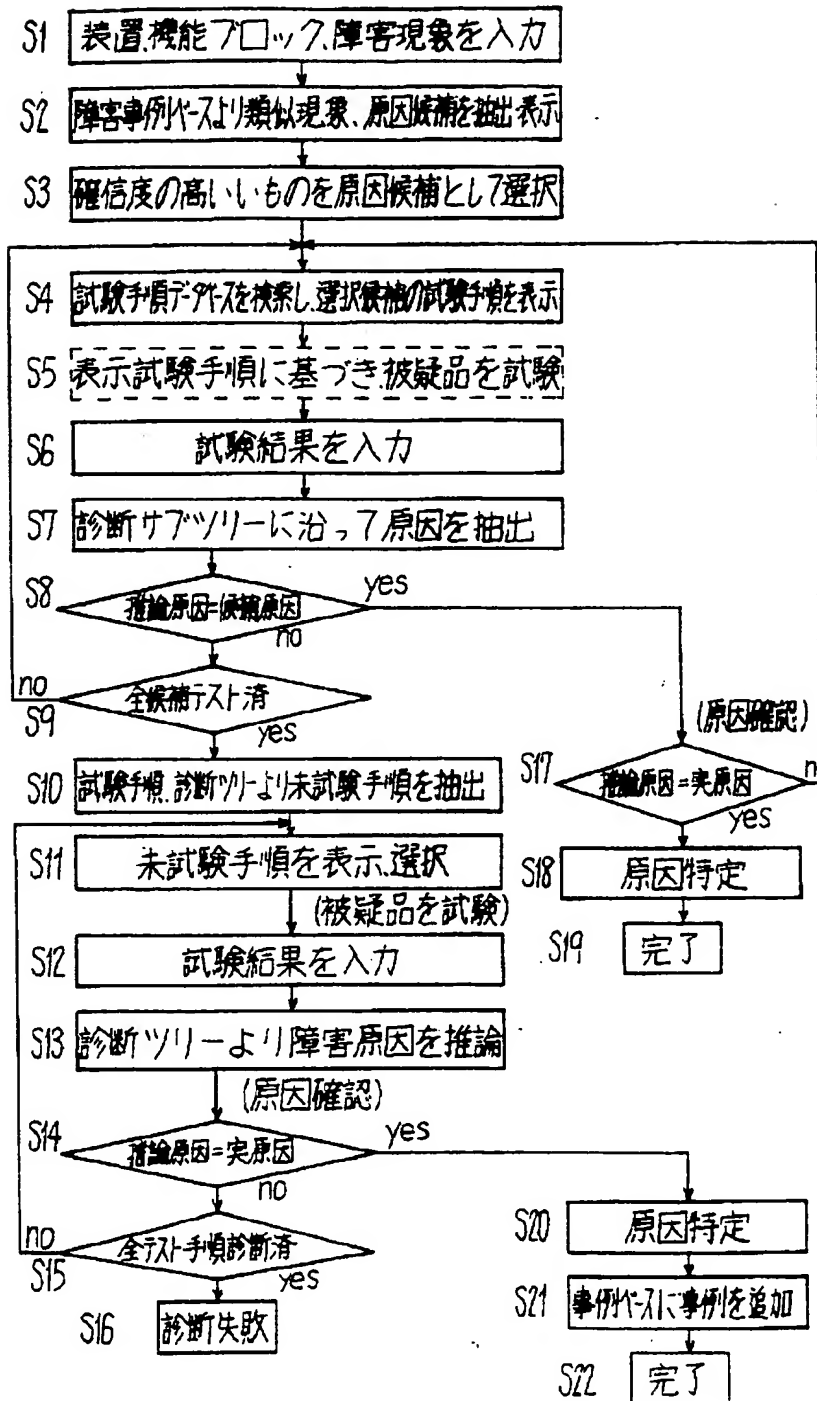 S1 装置.機能ブロック.障害現象を入力
S2 障害事例ベースより類似現象、原因候補を抽出表示
S3 確信度の高いいものを原因候補として選択
S4 試験手順データベースを検索し、選択候補の試験手順を表示
S5 表示試験手順に基づき.被疑品を試験
S6 試験結果を入力
S7 診断サブツリーに沿って原因を抽出
S8 推論原因=候補原因
yes
no
S9 全候補テスト済
no
yes
S10 試験手順.診断ツリーより未試験手順を抽出
S11 未試験手順を表示.選択
(被疑品を試験)
S12 試験結果を入力
S13 診断ツリーより障害原因を推論
(原因確認)
S14 推論原因=実原因
yes
no
S15 全テスト手順診断済
no
yes
S16 診断失敗
(原因確認)
S17 推論原因=実原因
yes
S18 原因特定
S19 完了
S20 原因特定
S21 事例ベースに事例を追加
S22 完了